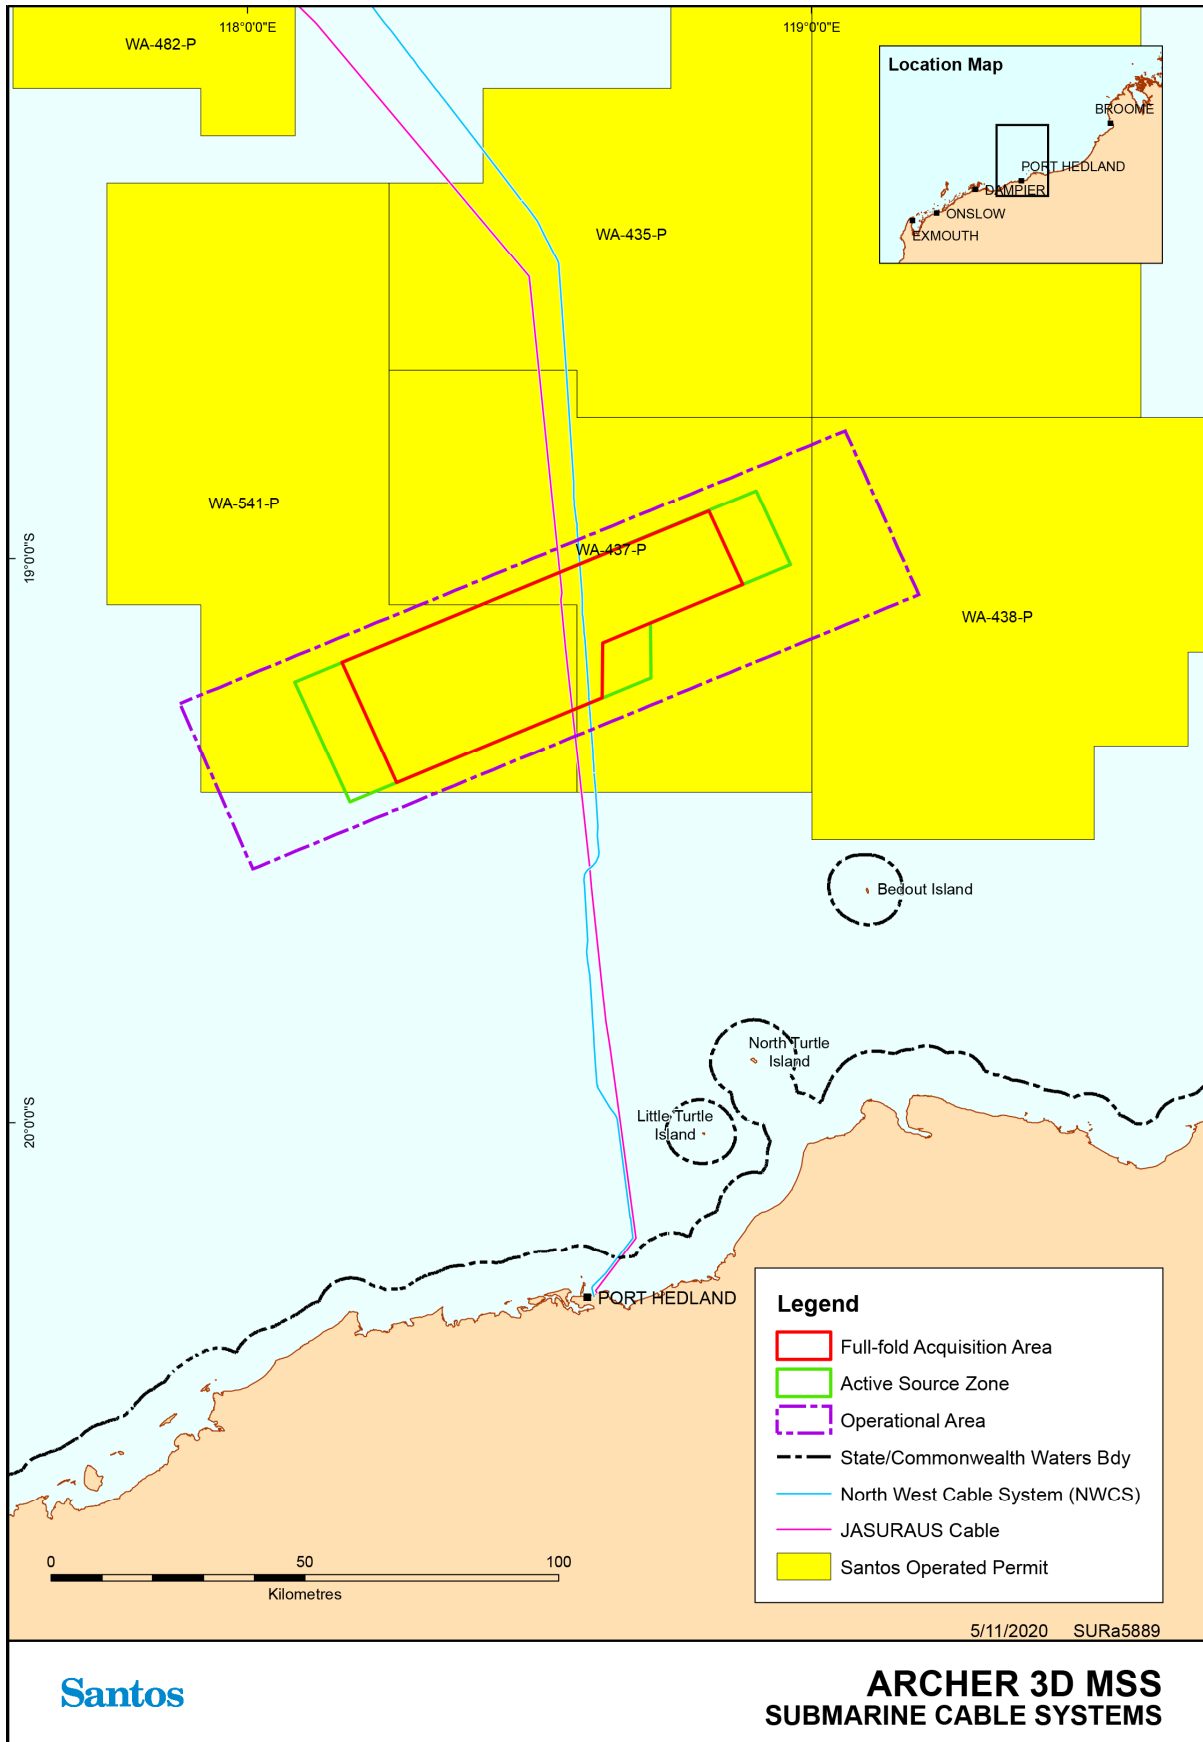 118°0'0"E
119°0'0"E
WA-482-P
Location Map
BROOME
PORT HEDLAND
DAMPIER
ONSLOW
EXMOUTH
WA-435-P
WA-541-P
WA-437-P
19°0'0"S
WA-438-P
Bedout Island
North Turtle
Island
Little Turtle
Island
20°0'0"S
PORT HEDLAND
Legend
Full-fold Acquisition Area
Active Source Zone
Operational Area
State/Commonwealth Waters Bdy
North West Cable System (NWCS)
JASURAUS Cable
Santos Operated Permit
0 50 100
Kilometres
5/11/2020 SURa5889
Santos
ARCHER 3D MSS
SUBMARINE CABLE SYSTEMS